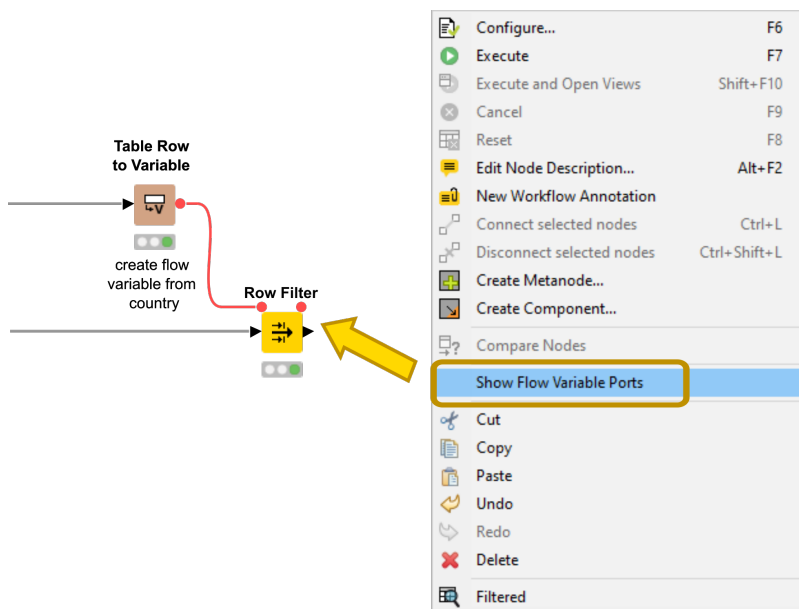 Table Row
to Variable
V
create flow
variable from
country
Row Filter
Configure... F6
Execute F7
Execute and Open Views Shift+F10
Cancel F9
Reset F8
Edit Node Description... Alt+F2
New Workflow Annotation
Connect selected nodes Ctrl+L
Disconnect selected nodes Ctrl+Shift+L
Create Metanode...
Create Component...
? Compare Nodes
Show Flow Variable Ports
Cut
Copy
Paste
Undo
Redo
Delete
Filtered